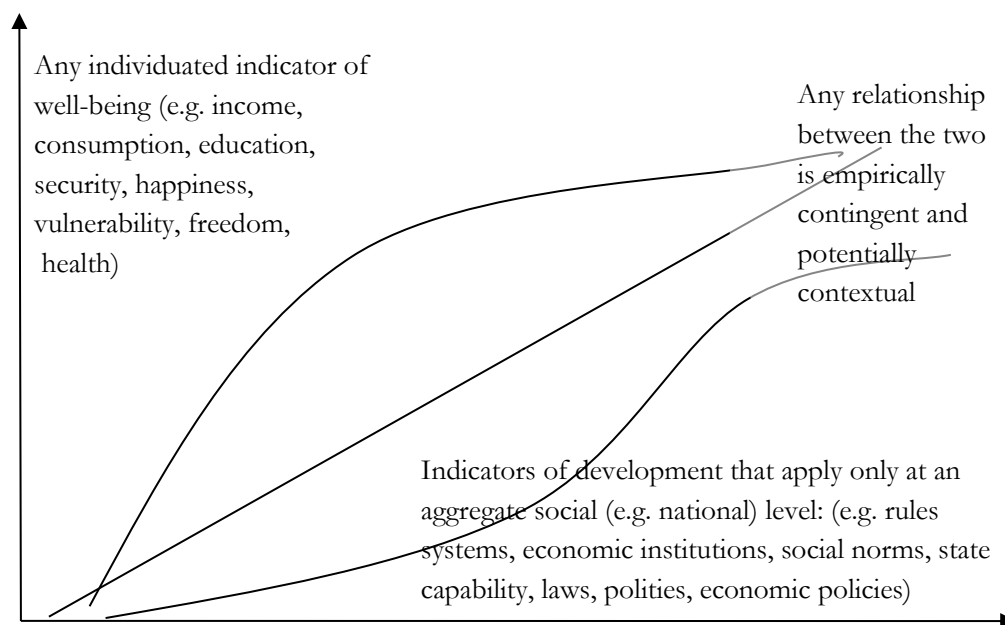 Any individuated indicator of
well-being (e.g. income,
consumption, education,
security, happiness,
vulnerability, freedom,
health)
Any relationship
between the two
is empirically
contingent and
potentially
contextual
Indicators of development that apply only at an
aggregate social (e.g. national) level: (e.g. rules
systems, economic institutions, social norms, state
capability, laws, polities, economic policies)